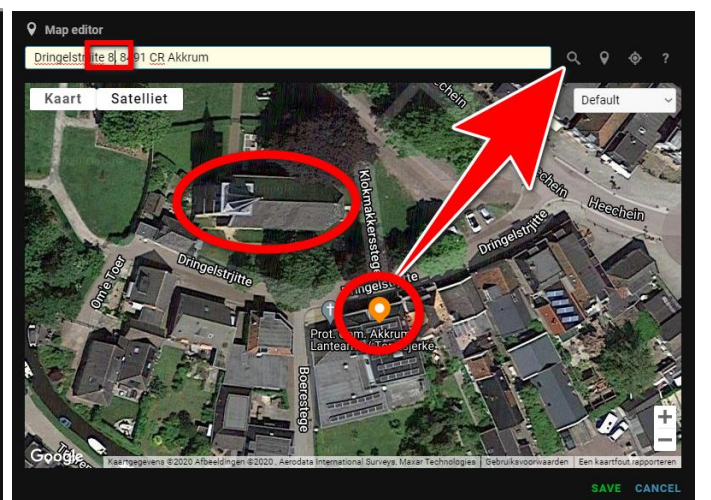 Map editor
Dringelstrjitte 8, 8491 CR Akkrum
?
Kaart Satelliet
Default
Heechein
Heechein
Klokmakkersstege
Dringelstrjitte
Om'e Toer
Dringelstrjitte
Dringelstrjitte
Prot. Gem. Akkrum
Boerestege
Google
Kaartgegevens ©2020 Afbeeldingen ©2020 , Aerodata International Surveys, Maxar Technologies
Gebruiksvoorwaarden
Een kaartfout rapporteren
+
−
SAVE CANCEL